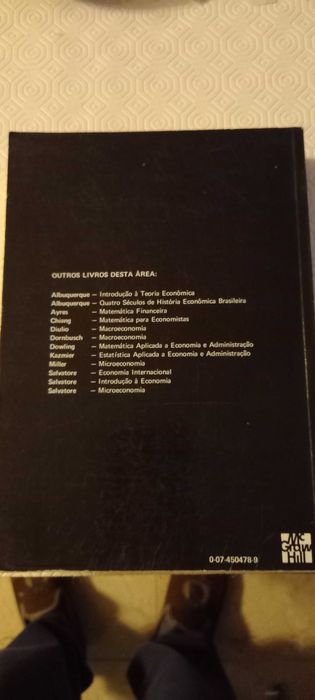 OUTROS LIVROS DESTA ÁREA:
Albuquerque — Introdução à Teoria Econômica
Albuquerque — Quatro Séculos de História Econômica Brasileira
Ayres — Matemática Financeira
Chiang — Matemática para Economistas
Diulio — Macroeconomia
Dornbusch — Macroeconomia
Dowling — Matemática Aplicada a Economia e Administração
Kazmier — Estatística Aplicada a Economia e Administração
Miller — Microeconomia
Salvatore — Economia Internacional
Salvatore — Introdução à Economia
Salvatore — Microeconomia
Mc
Graw
Hill
0-07-450478-9